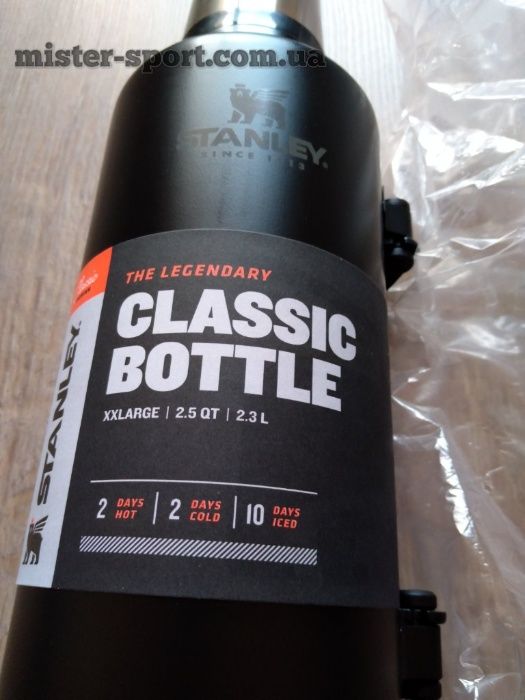 mister-sport.com.ua
STANLEY
SINCE 1913
THE LEGENDARY
CLASSIC
BOTTLE
XXLARGE | 2.5 QT | 2.3 L
2 DAYS HOT | 2 DAYS COLD | 10 DAYS ICED
STANLEY